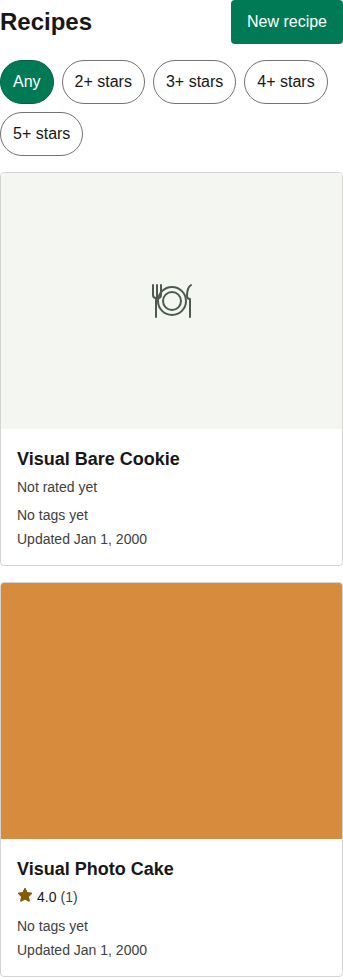 Recipes
New recipe
Any
2+ stars
3+ stars
4+ stars
5+ stars
Visual Bare Cookie
Not rated yet
No tags yet
Updated Jan 1, 2000
Visual Photo Cake
4.0 (1)
No tags yet
Updated Jan 1, 2000